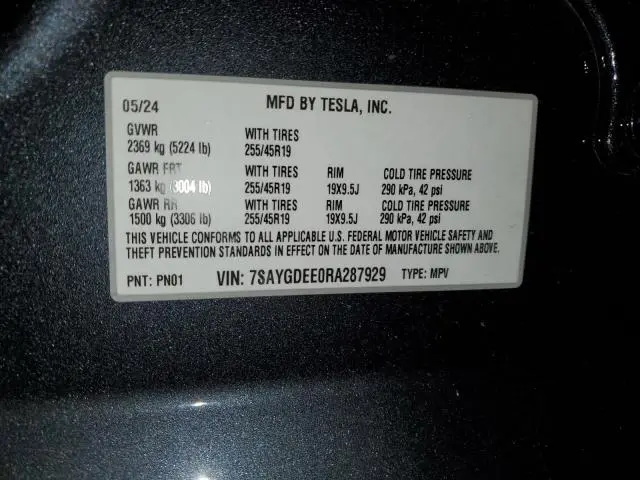 05/24 MFD BY TESLA, INC.
GVWR WITH TIRES
2369 kg (5224 lb) 255/45R19
GAWR FRT WITH TIRES RIM COLD TIRE PRESSURE
1363 kg (3004 lb) 255/45R19 19X9.5J 290 kPa, 42 psi
GAWR RR WITH TIRES RIM COLD TIRE PRESSURE
1500 kg (3306 lb) 255/45R19 19X9.5J 290 kPa, 42 psi
THIS VEHICLE CONFORMS TO ALL APPLICABLE U.S. FEDERAL MOTOR VEHICLE SAFETY AND
THEFT PREVENTION STANDARDS IN EFFECT ON THE DATE OF MANUFACTURE SHOWN ABOVE.
PNT: PN01 VIN: 7SAYGDEE0RA287929 TYPE: MPV